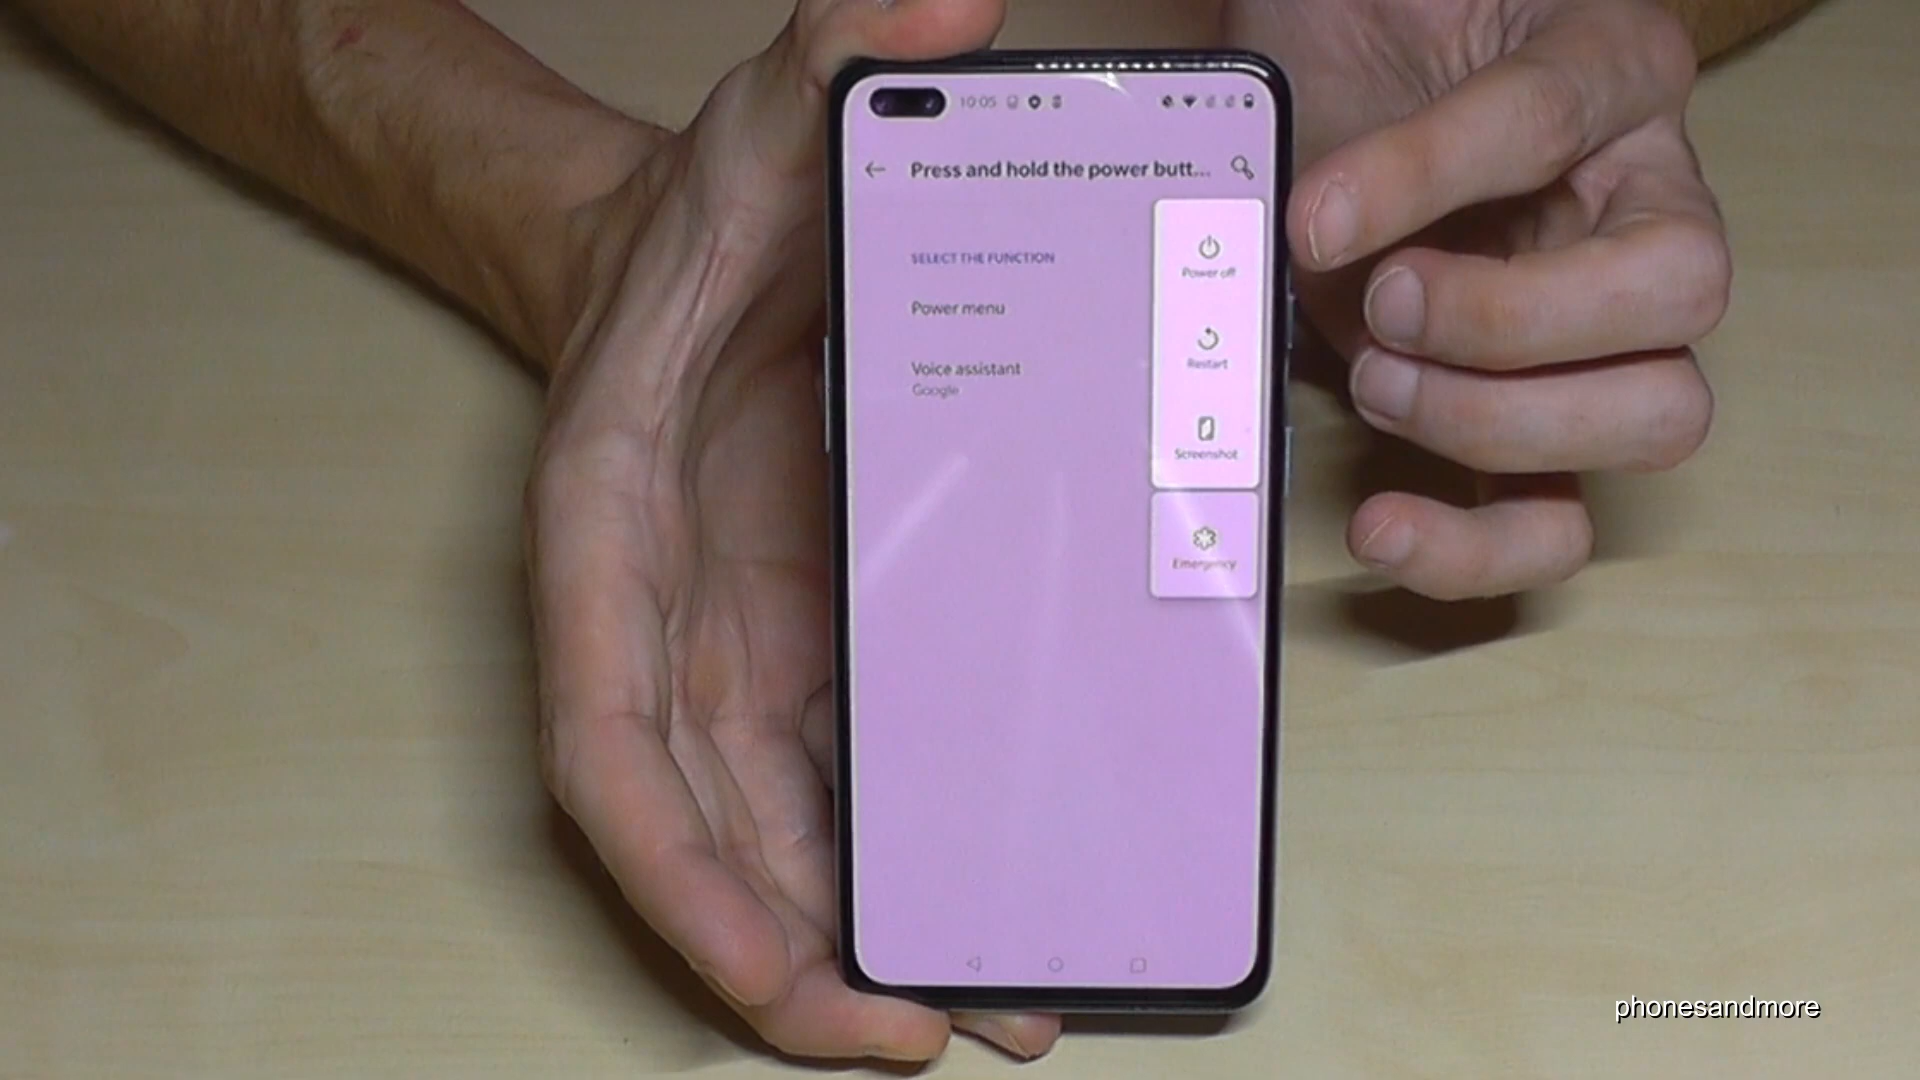 10:05
Press and hold the power butt...
SELECT THE FUNCTION
Power menu
Voice assistant
Google
Power off
Restart
Screenshot
Emergency
phonesandmore